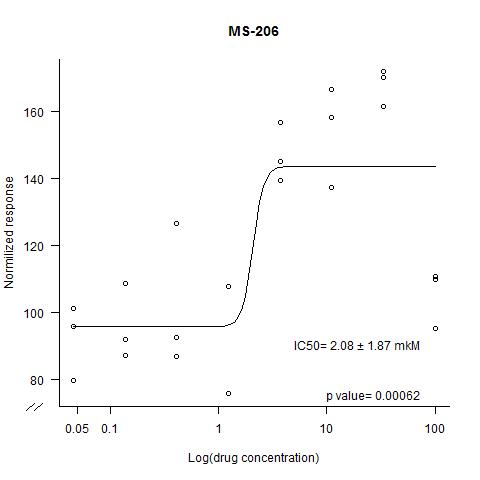 MS-206
Normilized response
160
140
120
100
80
IC50= 2.08 ± 1.87 mkM
p value= 0.00062
0.05 0.1 1 10 100
Log(drug concentration)